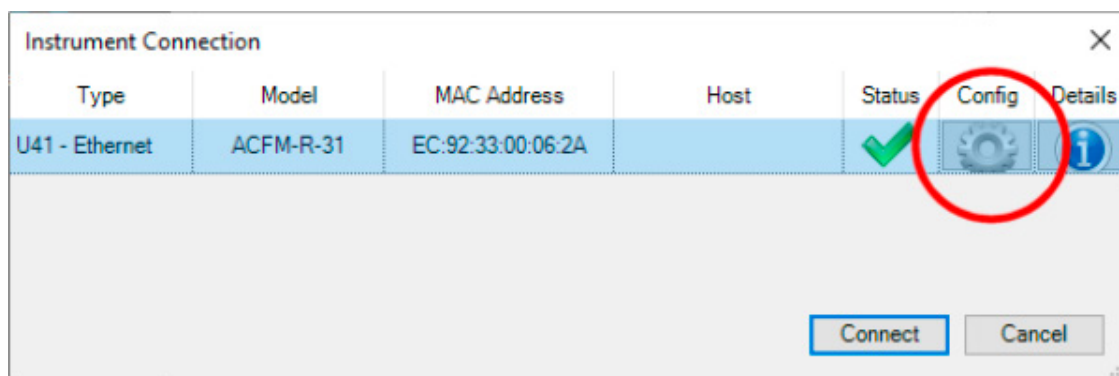 Instrument Connection
Type Model MAC Address Host Status Config Details
U41 - Ethernet ACFM-R-31 EC:92:33:00:06:2A
Connect Cancel